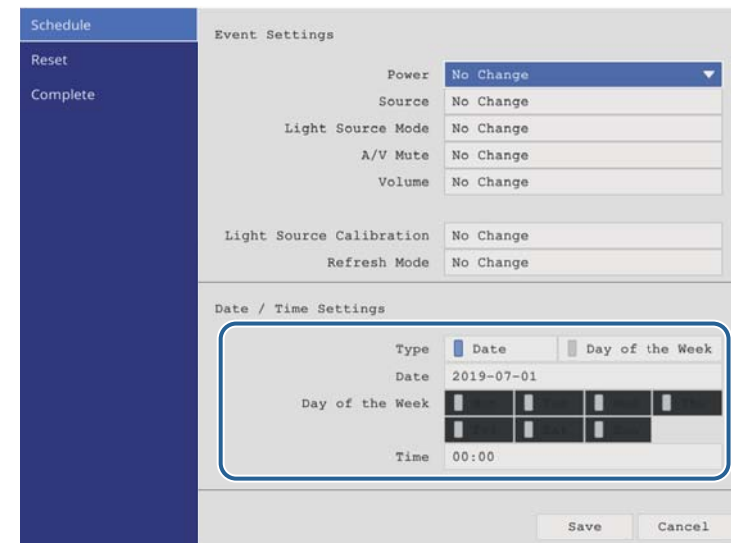 Schedule
Reset
Complete
Event Settings
Power No Change
Source No Change
Light Source Mode No Change
A/V Mute No Change
Volume No Change
Light Source Calibration No Change
Refresh Mode No Change
Date / Time Settings
Type Date Day of the Week
Date 2019-07-01
Day of the Week
Time 00:00
Save Cancel